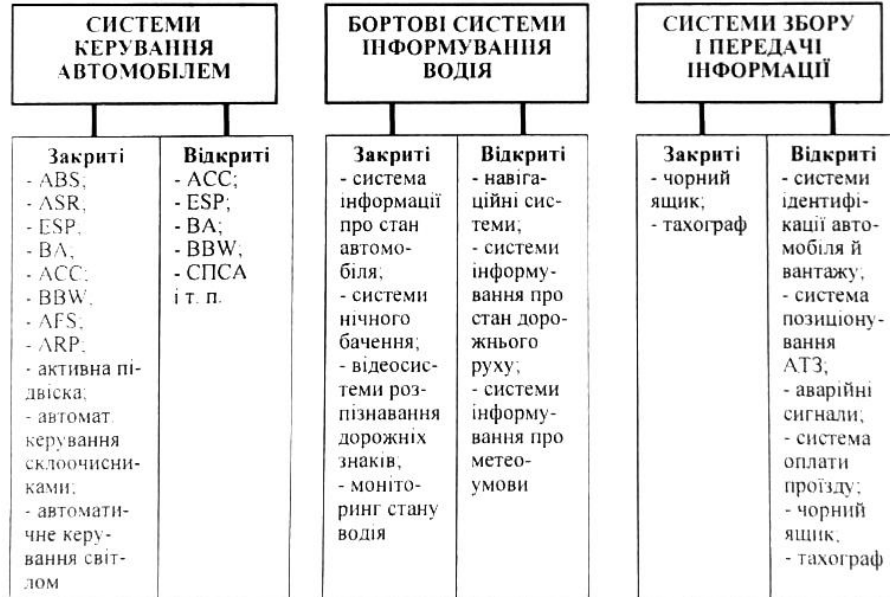 СИСТЕМИ
КЕРУВАННЯ
АВТОМОБІЛЕМ
Закриті
- ABS;
- ASR,
- ESP,
- BA,
- ACC;
- BBW,
- AFS;
- ARP;
- активна пі-
двіска;
- автомат.
керування
склоочисни-
ками;
- автомати-
чне керу-
вання світ-
лом
Відкриті
- ACC;
- ESP;
- BA;
- BBW;
- СПСА
і т. п.
БОРТОВІ СИСТЕМИ
ІНФОРМУВАННЯ
ВОДІЯ
Закриті
- система
інформації
про стан
автомо-
біля;
- системи
нічного
бачення;
- відеосис-
теми роз-
пізнавання
дорожніх
знаків;
- моніто-
ринг стану
водія
Відкриті
- навіга-
ційні сис-
теми;
- системи
інформу-
вання про
стан доро-
жнього
руху;
- системи
інформу-
вання про
метео-
умови
СИСТЕМИ ЗБОРУ
І ПЕРЕДАЧІ
ІНФОРМАЦІЇ
Закриті
- чорний
ящик;
- тахограф
Відкриті
- системи
ідентифі-
кації авто-
мобіля й
вантажу;
- система
позиціону-
вання
АТЗ;
- аварійні
сигнали;
- система
оплати
проїзду;
- чорний
ящик;
- тахограф